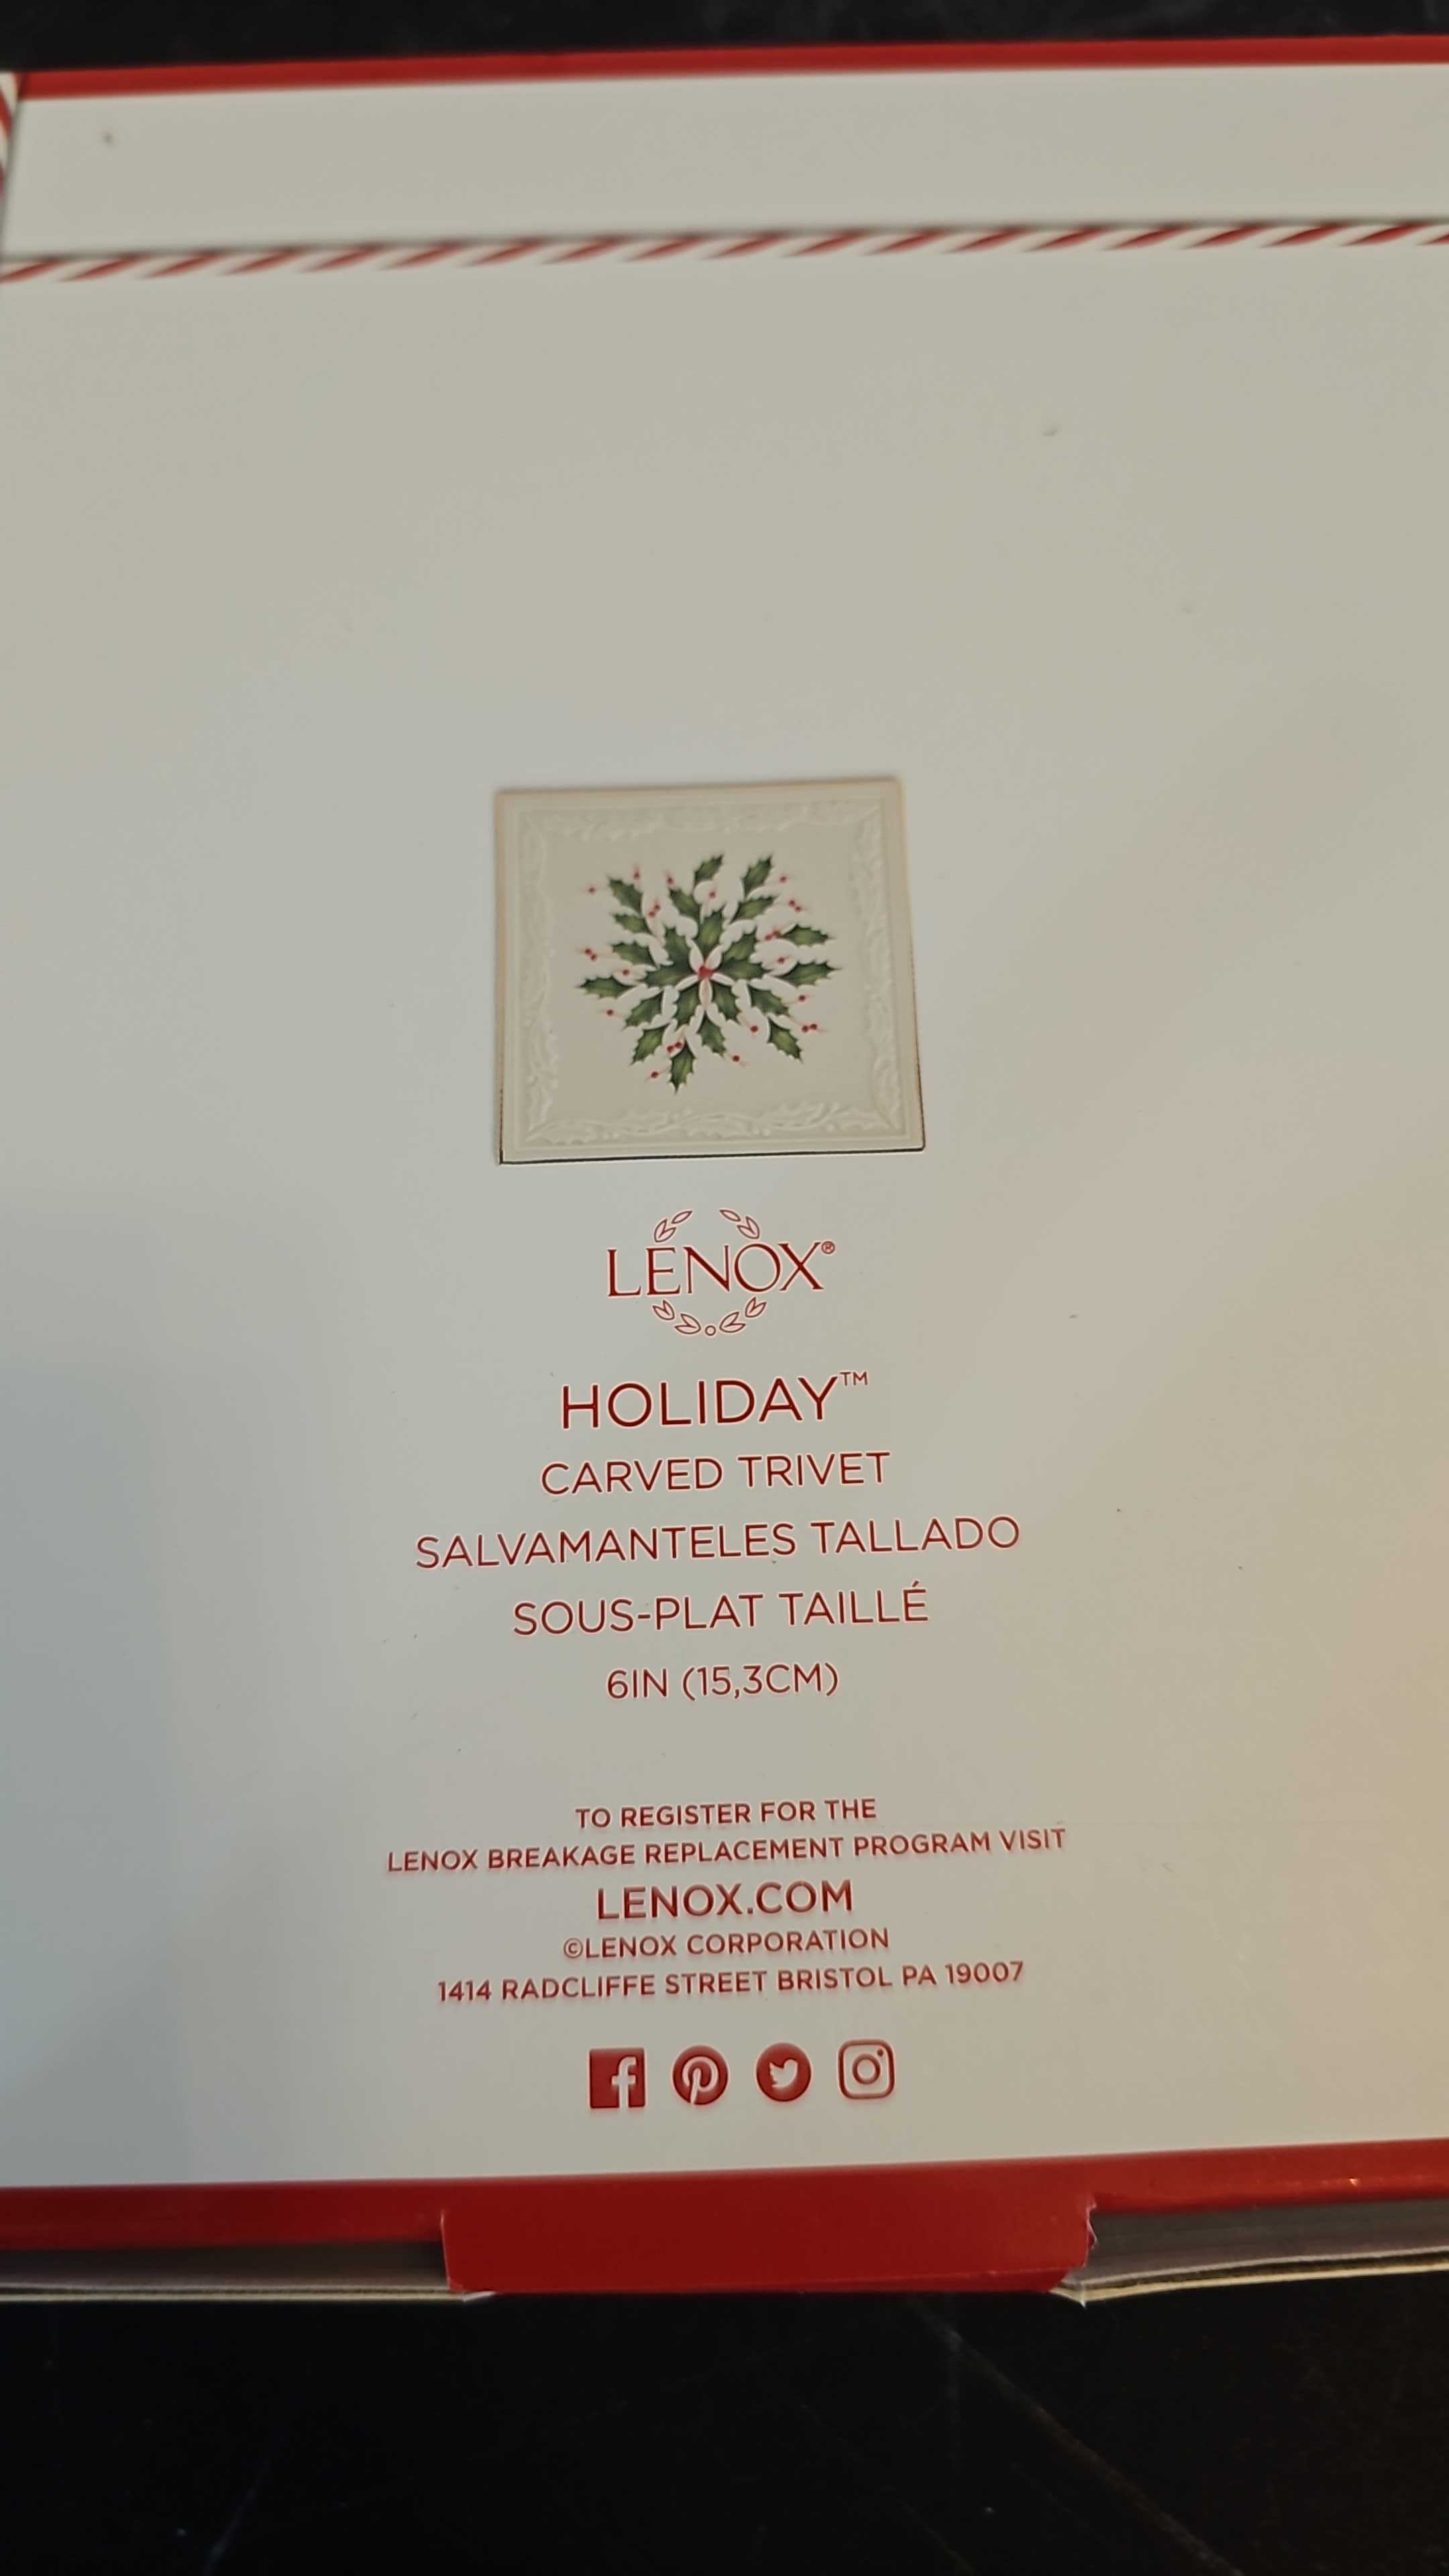 LENOX®
HOLIDAY™
CARVED TRIVET
SALVAMANTELES TALLADO
SOUS-PLAT TAILLÉ
6IN (15,3CM)
TO REGISTER FOR THE
LENOX BREAKAGE REPLACEMENT PROGRAM VISIT
LENOX.COM
©LENOX CORPORATION
1414 RADCLIFFE STREET BRISTOL PA 19007